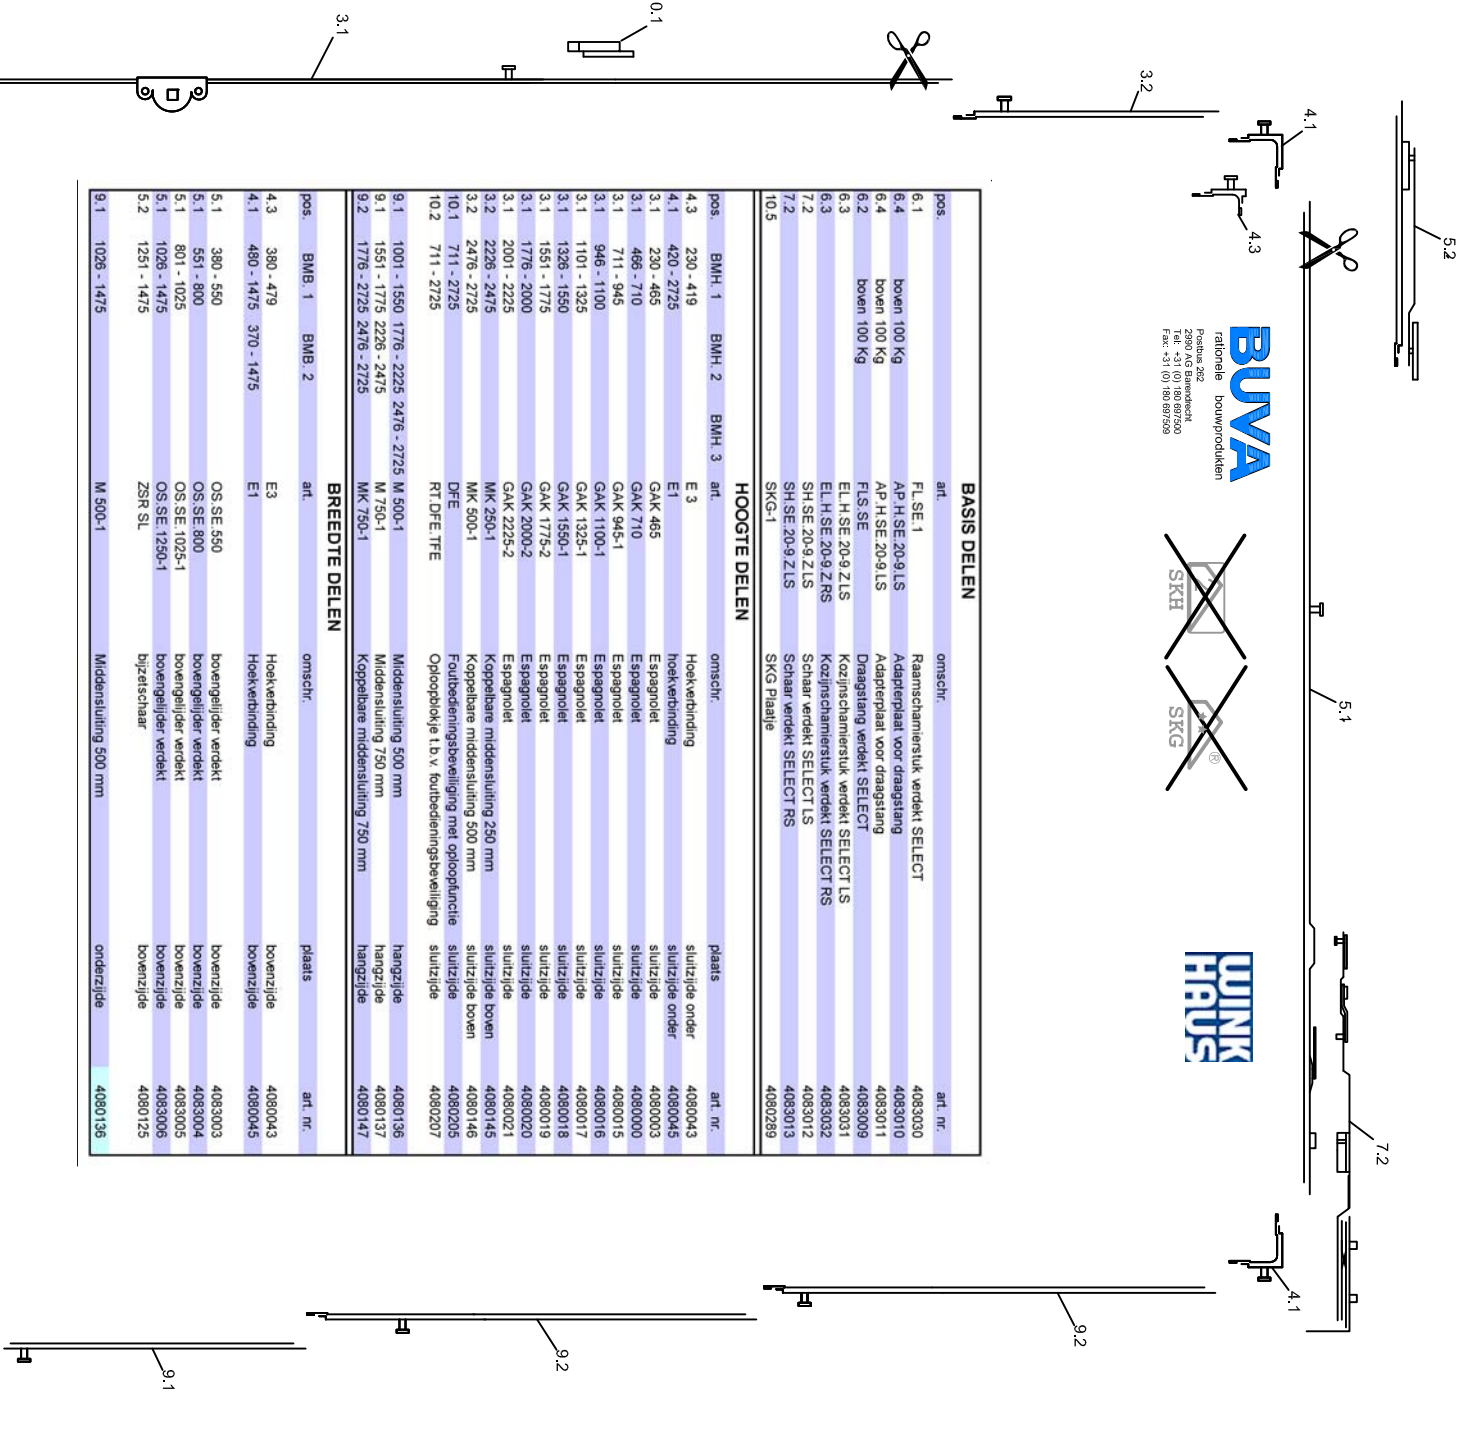 5.2
5.1
7.2
4.1
4.3
4.1
3.2
0.1
3.1
9.2
9.2
9.1
BUVA
rationele bouwprodukten
Postbus 262
2990 AG Barendrecht
Tel: +31 (0) 180 697500
Fax: +31 (0) 180 697509
SKH
SKG ®
WINK
HAUS
BASIS DELEN
pos. art. omschr. plaats art. nr.
6.1 FL.SE.1 Raamscharnierstuk verdekt SELECT 4083030
6.4 boven 100 Kg AP.H.SE.20-9.LS Adapterplaat voor draagstang 4083010
6.4 boven 100 Kg AP.H.SE.20-9.LS Adapterplaat voor draagstang 4083011
6.2 boven 100 Kg FLS.SE Draagstang verdekt SELECT 4083009
6.3 EL.H.SE.20-9.Z.LS Kozijnscharnierstuk verdekt SELECT LS 4083031
6.3 EL.H.SE.20-9.Z.RS Kozijnscharnierstuk verdekt SELECT RS 4083032
7.2 SH.SE.20-9.Z.LS Schaar verdekt SELECT LS 4083012
7.2 SH.SE.20-9.Z.LS Schaar verdekt SELECT RS 4083013
10.5 SKG-1 SKG Plaatje 4080289
HOOGTE DELEN
pos. BMH. 1 BMH. 2 BMH. 3 art. omschr. plaats art. nr.
4.3 230 - 419 E 3 Hoekverbinding sluitzijde onder 4080043
4.1 420 - 2725 E1 hoekverbinding sluitzijde onder 4080045
3.1 230 - 465 GAK 465 Espagnolet sluitzijde 4080003
3.1 466 - 710 GAK 710 Espagnolet sluitzijde 4080000
3.1 711 - 945 GAK 945-1 Espagnolet sluitzijde 4080015
3.1 946 - 1100 GAK 1100-1 Espagnolet sluitzijde 4080016
3.1 1101 - 1325 GAK 1325-1 Espagnolet sluitzijde 4080017
3.1 1326 - 1550 GAK 1550-1 Espagnolet sluitzijde 4080018
3.1 1551 - 1775 GAK 1775-2 Espagnolet sluitzijde 4080019
3.1 1776 - 2000 GAK 2000-2 Espagnolet sluitzijde 4080020
3.1 2001 - 2225 GAK 2225-2 Espagnolet sluitzijde 4080021
3.2 2226 - 2475 MK 250-1 Koppelbare middensluiting 250 mm sluitzijde boven 4080145
3.2 2476 - 2725 MK 500-1 Koppelbare middensluiting 500 mm sluitzijde boven 4080146
10.1 711 - 2725 DFE Foutbedieningsbeveiliging met oploopfunctie sluitzijde 4080205
10.2 711 - 2725 RT.DFE.TFE Oploopblokje t.b.v. foutbedieningsbeveiliging sluitzijde 4080207
9.1 1001 - 1550 1776 - 2225 2476 - 2725 M 500-1 Middensluiting 500 mm hangzijde 4080136
9.1 1551 - 1775 2226 - 2475 M 750-1 Middensluiting 750 mm hangzijde 4080137
9.2 1776 - 2725 2476 - 2725 MK 750-1 Koppelbare middensluiting 750 mm hangzijde 4080147
BREEDTE DELEN
pos. BMB. 1 BMB. 2 art. omschr. plaats art. nr.
4.3 380 - 479 E3 Hoekverbinding bovenzijde 4080043
4.1 480 - 1475 370 - 1475 E1 Hoekverbinding bovenzijde 4080045
5.1 380 - 550 OS.SE.550 bovengelijder verdekt bovenzijde 4083003
5.1 551 - 800 OS.SE.800 bovengelijder verdekt bovenzijde 4083004
5.1 801 - 1025 OS.SE.1025-1 bovengelijder verdekt bovenzijde 4083005
5.1 1026 - 1475 OS.SE.1250-1 bovengelijder verdekt bovenzijde 4083006
5.2 1251 - 1475 ZSR SL bijzetschaar bovenzijde 4080125
9.1 1026 - 1475 M 500-1 Middensluiting 500 mm onderzijde 4080136